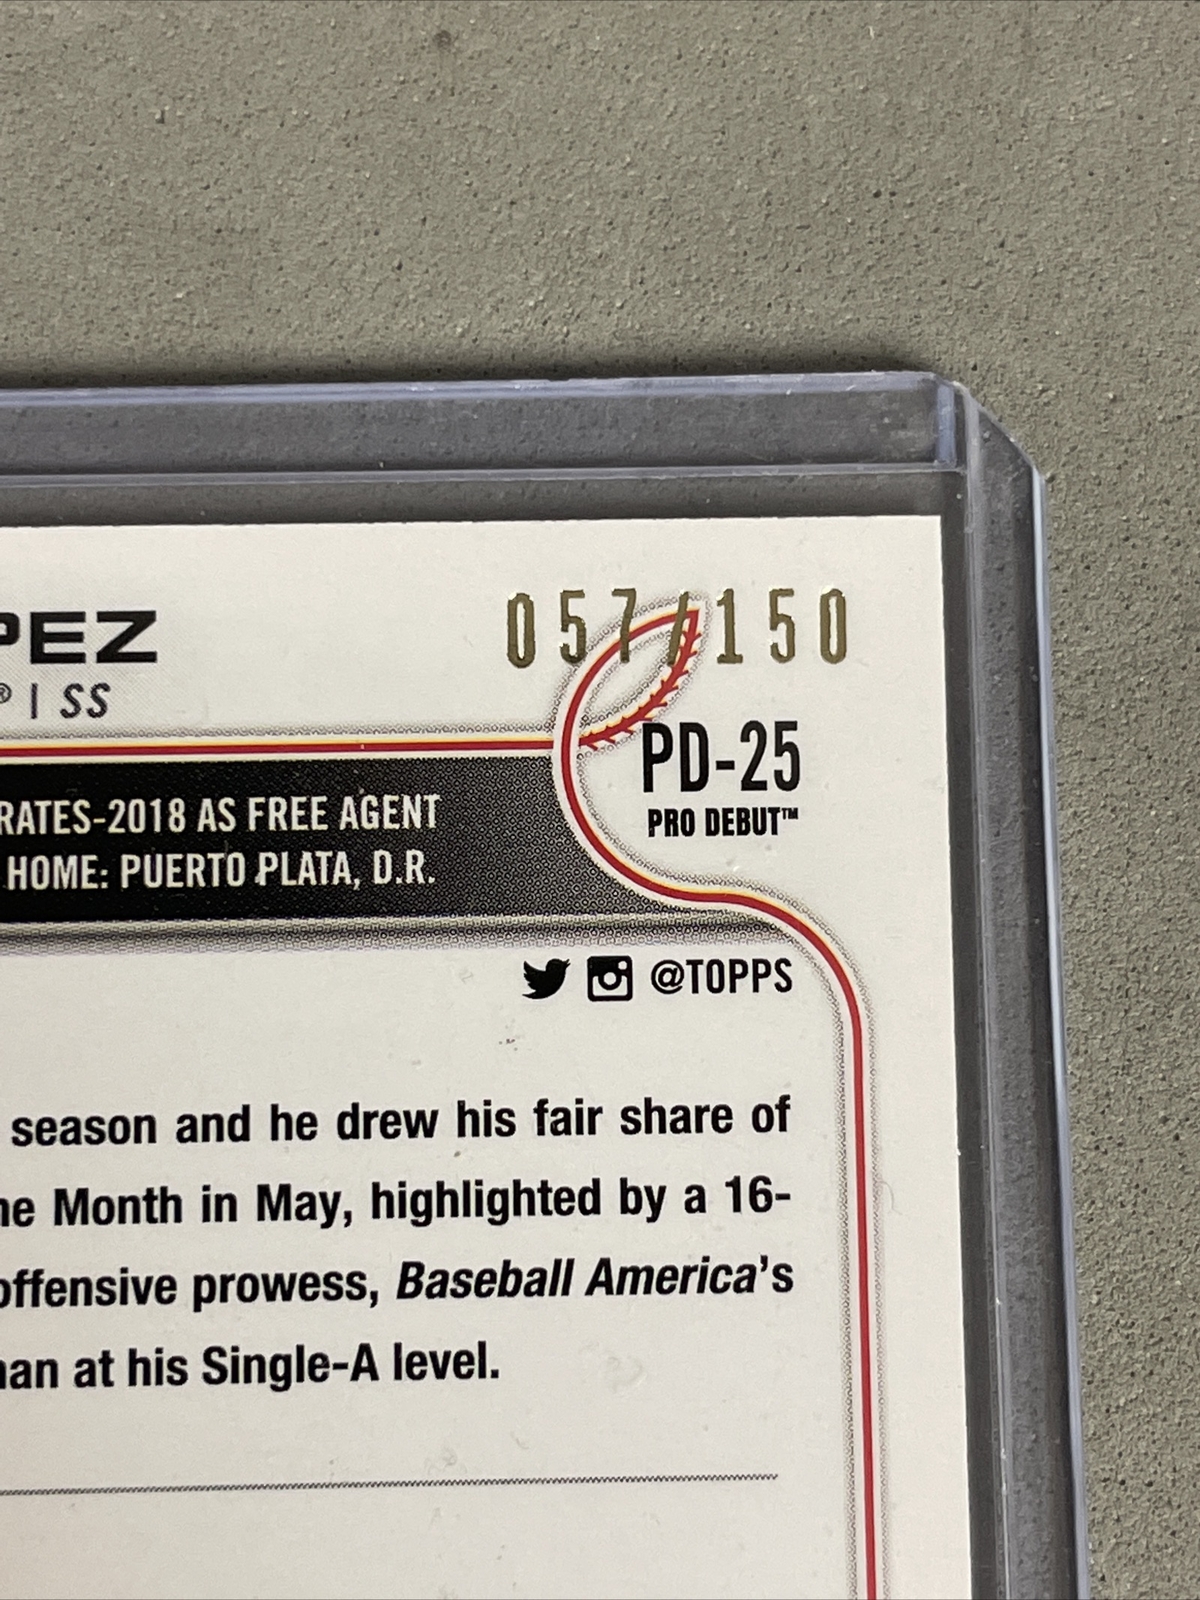 057/150
PEZ
® | SS
PD-25
PRO DEBUT™
RATES-2018 AS FREE AGENT
HOME: PUERTO PLATA, D.R.
@TOPPS
season and he drew his fair share of
he Month in May, highlighted by a 16-
offensive prowess, Baseball America's
man at his Single-A level.